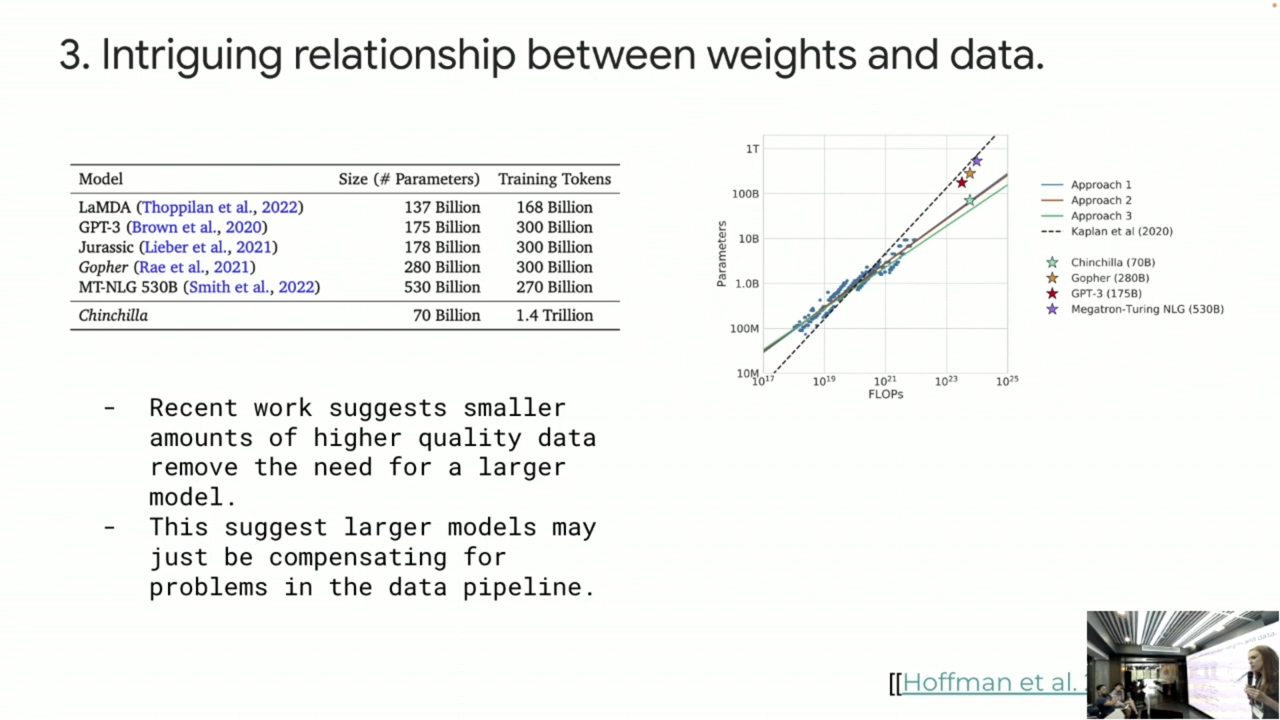 3. Intriguing relationship between weights and data.
Model Size (# Parameters) Training Tokens
LaMDA (Thoppilan et al., 2022) 137 Billion 168 Billion
GPT-3 (Brown et al., 2020) 175 Billion 300 Billion
Jurassic (Lieber et al., 2021) 178 Billion 300 Billion
Gopher (Rae et al., 2021) 280 Billion 300 Billion
MT-NLG 530B (Smith et al., 2022) 530 Billion 270 Billion
Chinchilla 70 Billion 1.4 Trillion
1T
100B
10B
1.0B
100M
10M
Parameters
10¹⁷ 10¹⁹ 10²¹ 10²³ 10²⁵
FLOPs
Approach 1
Approach 2
Approach 3
Kaplan et al (2020)
Chinchilla (70B)
Gopher (280B)
GPT-3 (175B)
Megatron-Turing NLG (530B)
- Recent work suggests smaller
amounts of higher quality data
remove the need for a larger
model.
- This suggest larger models may
just be compensating for
problems in the data pipeline.
[[Hoffman et al.